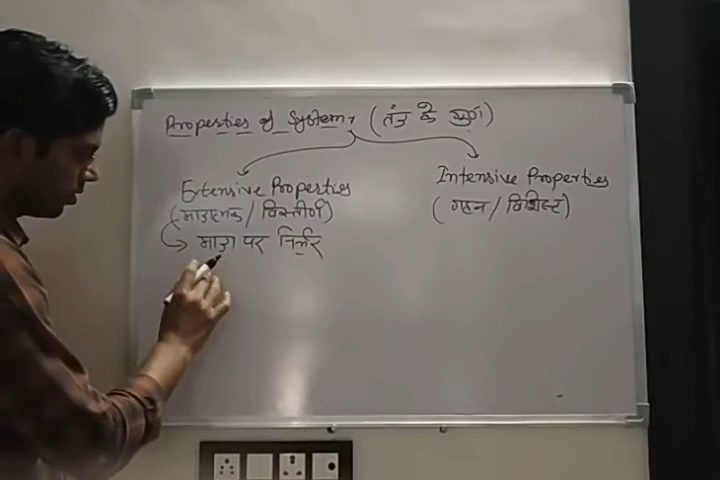 Properties of System, (तंत्र के गुण)
Extensive Properties
(मात्रात्मक / विस्तीर्ण)
मात्रा पर निर्भर
Intensive Properties
(गहन / विशिष्ट)